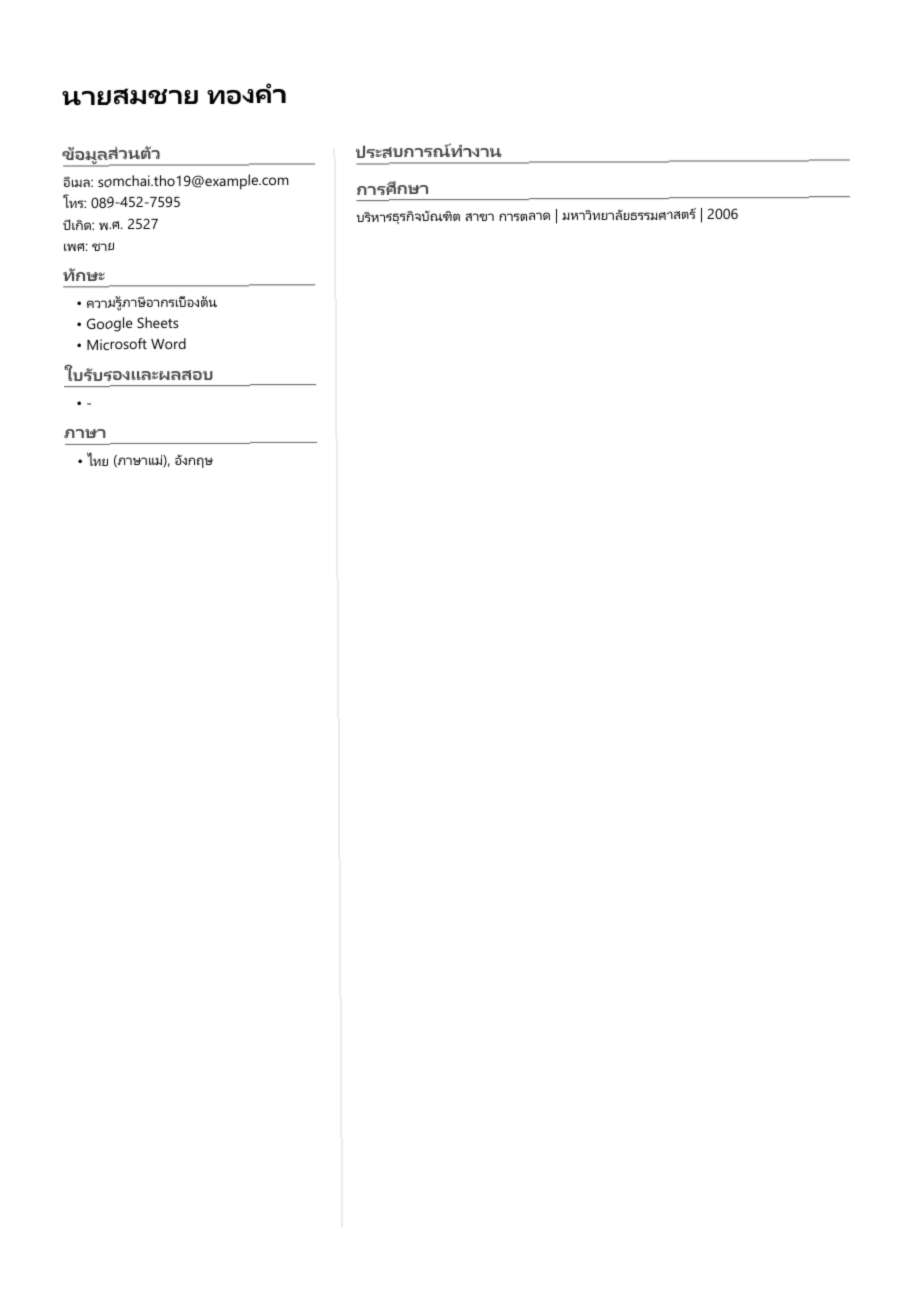 นายสมชาย ทองคำ
ข้อมูลส่วนตัว
อีเมล: somchai.tho19@example.com
โทร: 089-452-7595
ปีเกิด: พ.ศ. 2527
เพศ: ชาย
ทักษะ
• ความรู้ภาษีอากรเบื้องต้น
• Google Sheets
• Microsoft Word
ใบรับรองและผลสอบ
• -
ภาษา
• ไทย (ภาษาแม่), อังกฤษ
ประสบการณ์ทำงาน
การศึกษา
บริหารธุรกิจบัณฑิต สาขา การตลาด | มหาวิทยาลัยธรรมศาสตร์ | 2006